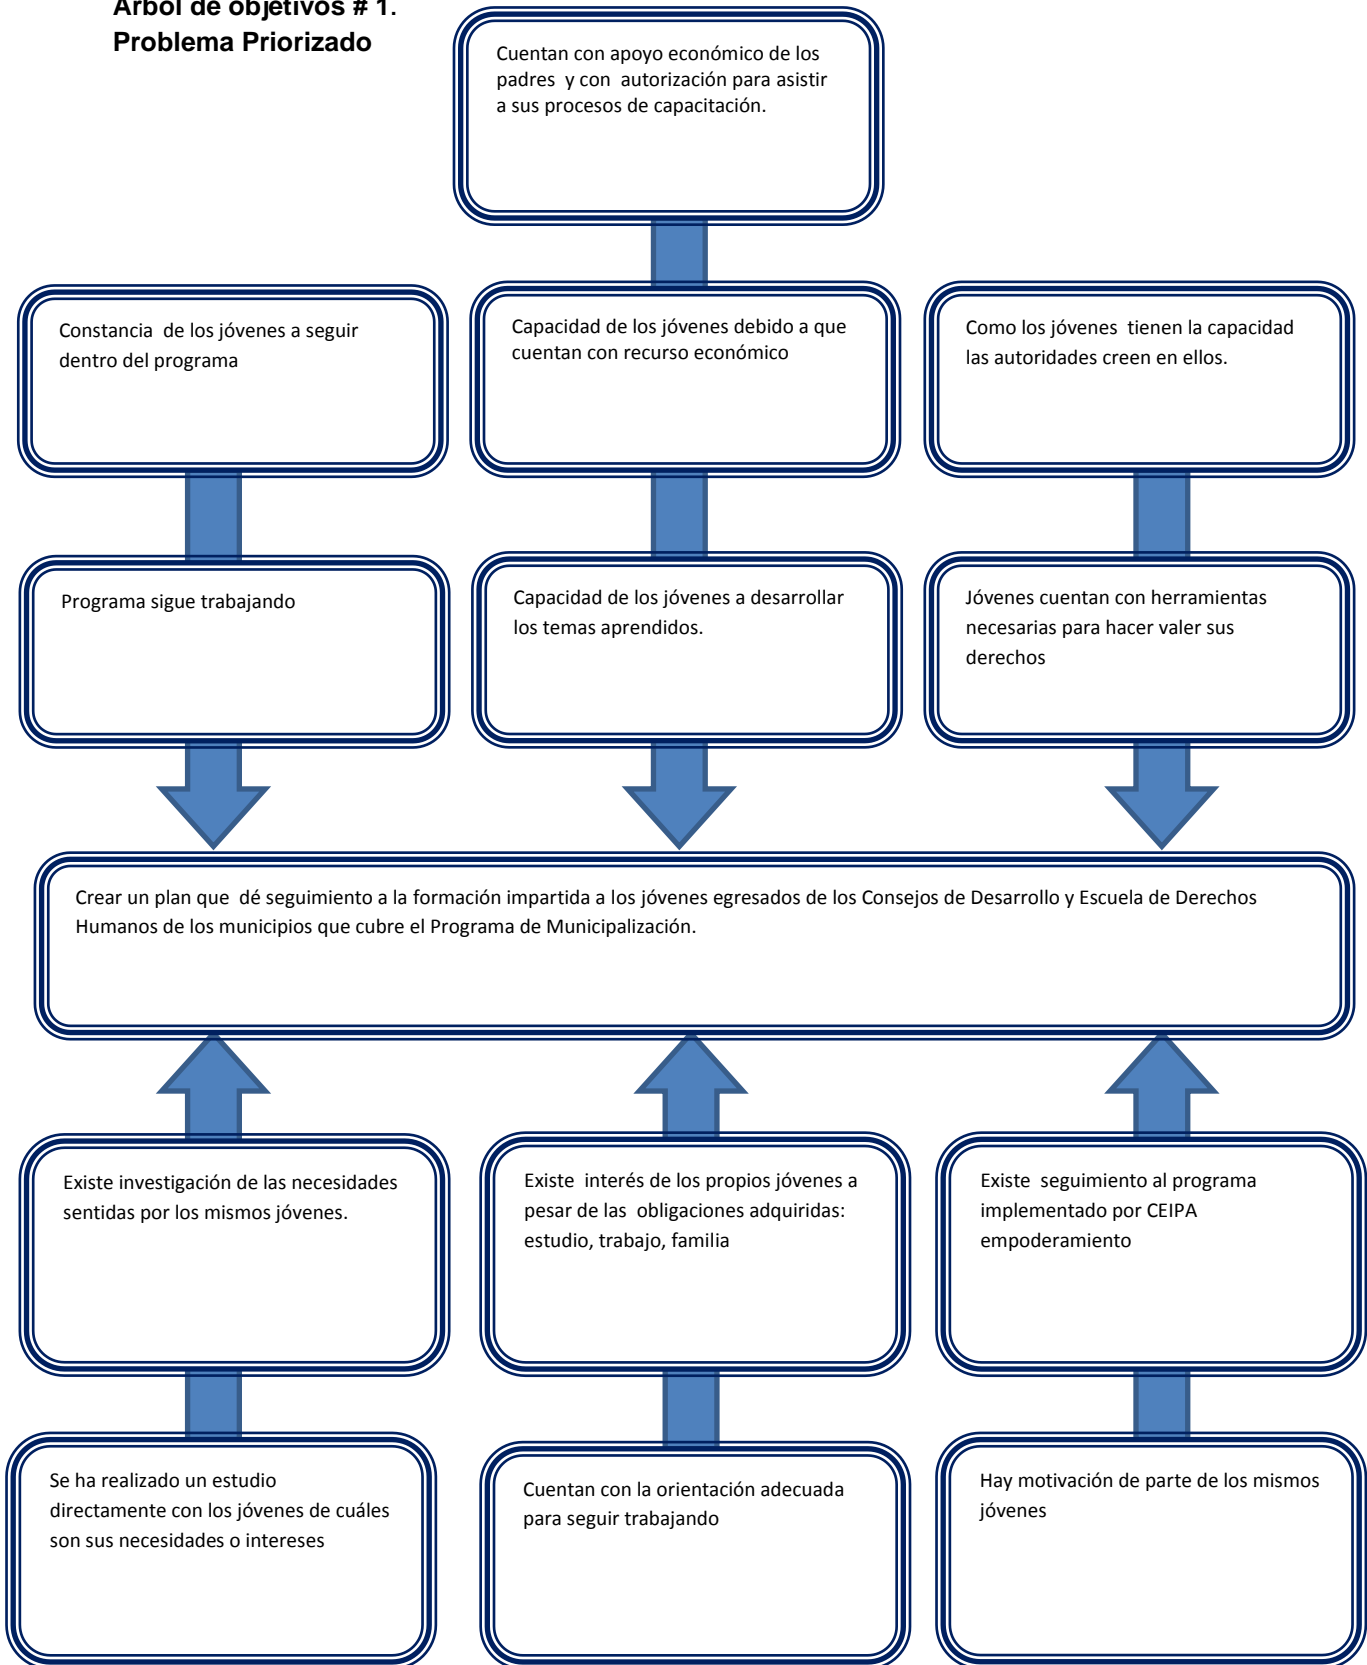 Árbol de objetivos # 1.
Problema Priorizado
Cuentan con apoyo económico de los
padres y con autorización para asistir
a sus procesos de capacitación.
Constancia de los jóvenes a seguir
dentro del programa
Capacidad de los jóvenes debido a que
cuentan con recurso económico
Como los jóvenes tienen la capacidad
las autoridades creen en ellos.
Programa sigue trabajando
Capacidad de los jóvenes a desarrollar
los temas aprendidos.
Jóvenes cuentan con herramientas
necesarias para hacer valer sus
derechos
Crear un plan que dé seguimiento a la formación impartida a los jóvenes egresados de los Consejos de Desarrollo y Escuela de Derechos
Humanos de los municipios que cubre el Programa de Municipalización.
Existe investigación de las necesidades
sentidas por los mismos jóvenes.
Existe interés de los propios jóvenes a
pesar de las obligaciones adquiridas:
estudio, trabajo, familia
Existe seguimiento al programa
implementado por CEIPA
empoderamiento
Se ha realizado un estudio
directamente con los jóvenes de cuáles
son sus necesidades o intereses
Cuentan con la orientación adecuada
para seguir trabajando
Hay motivación de parte de los mismos
jóvenes